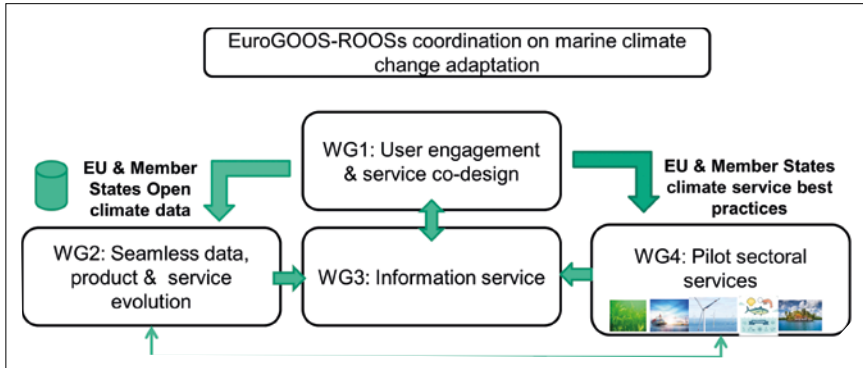 EuroGOOS-ROOSs coordination on marine climate
change adaptation
WG1: User engagement
& service co-design
EU & Member
States Open
climate data
EU & Member States
climate service best
practices
WG2: Seamless data,
product & service
evolution
WG3: Information service
WG4: Pilot sectoral
services